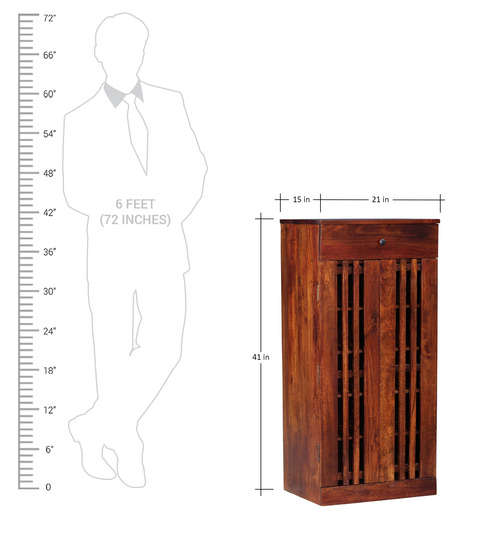 72"
66"
60"
54"
48"
42"
36"
30"
24"
18"
12"
6"
0
6 FEET
(72 INCHES)
15 in
21 in
41 in